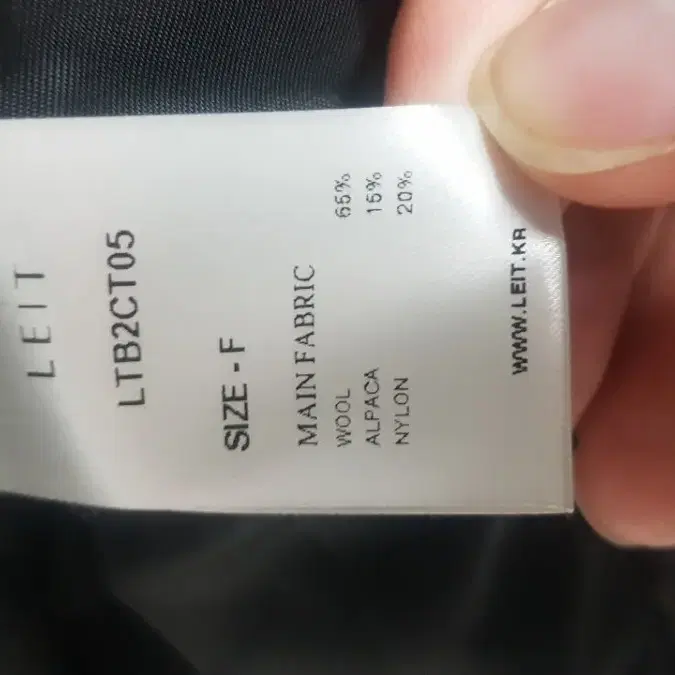 LEIT
LTB2CT05
SIZE - F
MAIN FABRIC
WOOL 65%
ALPACA 15%
NYLON 20%
WWW.LEIT.KR